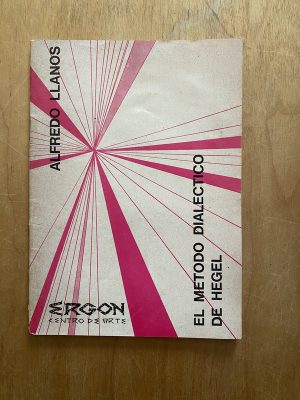 ALFREDO LLANOS
EL METODO DIALECTICO
DE HEGEL
ERGON
CENTRO DE ARTE